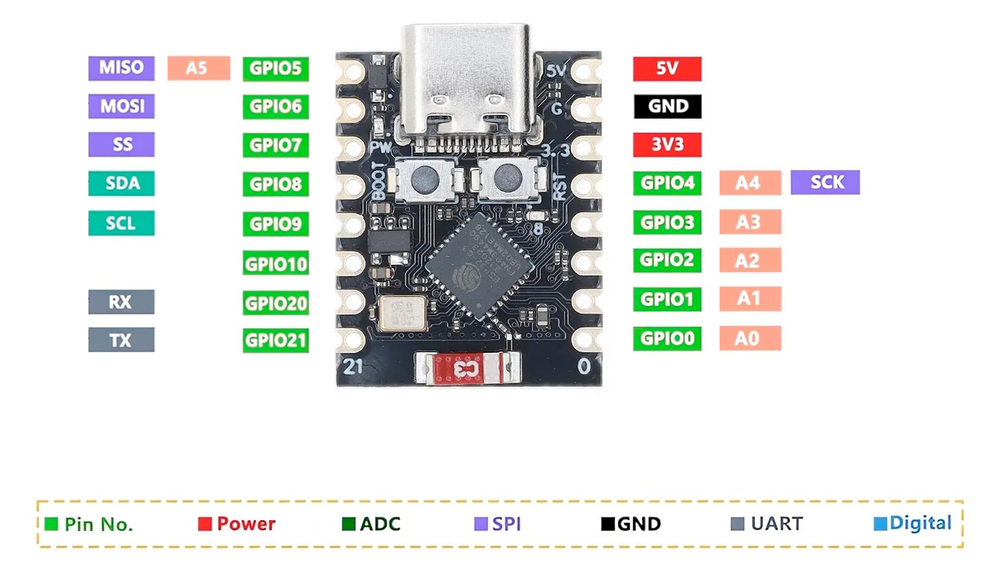 MISO A5 GPIO5 5V 5V
MOSI GPIO6 G GND
SS GPIO7 PW 3.3 3V3
SDA GPIO8 BOOT RST GPIO4 A4 SCK
SCL GPIO9 8 GPIO3 A3
GPIO10 GPIO2 A2
RX GPIO20 GPIO1 A1
TX GPIO21 GPIO0 A0
21 C3 0
Pin No. Power ADC SPI GND UART Digital